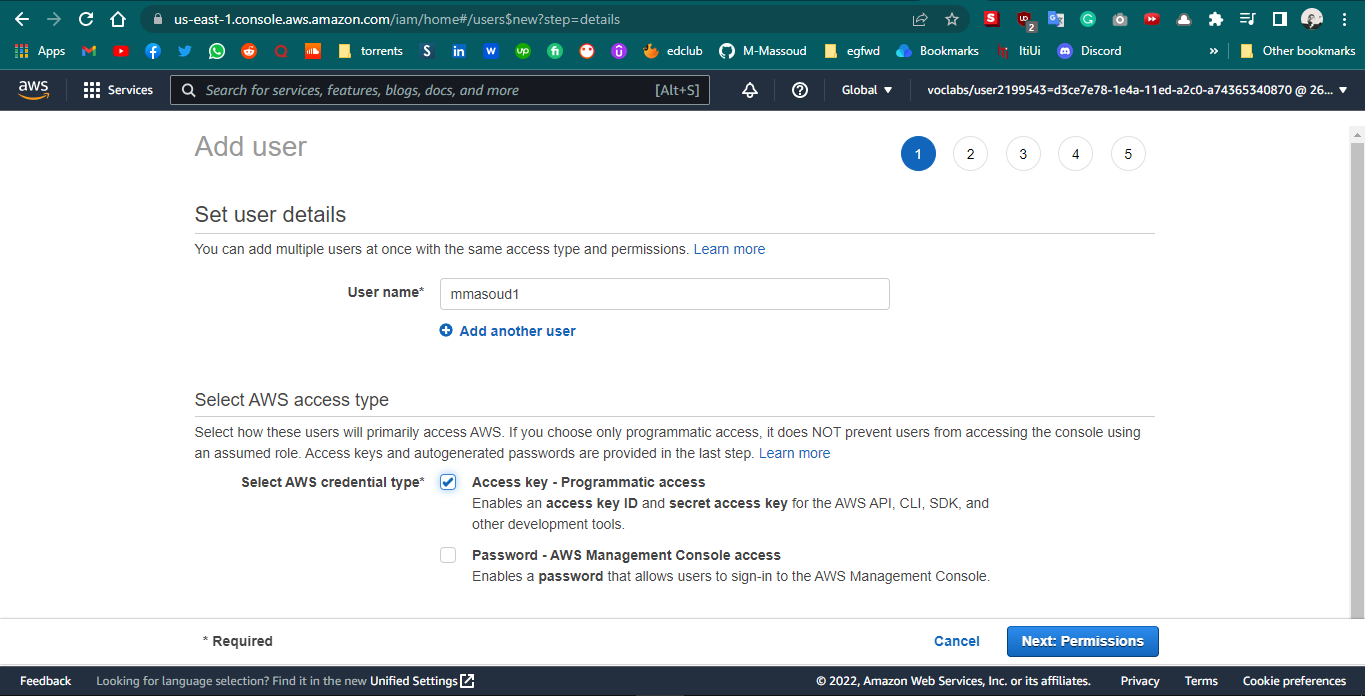 us-east-1.console.aws.amazon.com/iam/home#/users$new?step=details
2
Apps
torrents
edclub
M-Massoud
egfwd
Bookmarks
ItiUi
Discord
»
Other bookmarks
aws
Services
Search for services, features, blogs, docs, and more
[Alt+S]
Global
voclabs/user2199543=d3ce7e78-1e4a-11ed-a2c0-a74365340870 @ 26...
Add user
1
2
3
4
5
Set user details
You can add multiple users at once with the same access type and permissions. Learn more
User name*
mmasoud1
Add another user
Select AWS access type
Select how these users will primarily access AWS. If you choose only programmatic access, it does NOT prevent users from accessing the console using
an assumed role. Access keys and autogenerated passwords are provided in the last step. Learn more
Select AWS credential type*
Access key - Programmatic access
Enables an access key ID and secret access key for the AWS API, CLI, SDK, and
other development tools.
Password - AWS Management Console access
Enables a password that allows users to sign-in to the AWS Management Console.
* Required
Cancel
Next: Permissions
Feedback
Looking for language selection? Find it in the new Unified Settings
© 2022, Amazon Web Services, Inc. or its affiliates.
Privacy
Terms
Cookie preferences